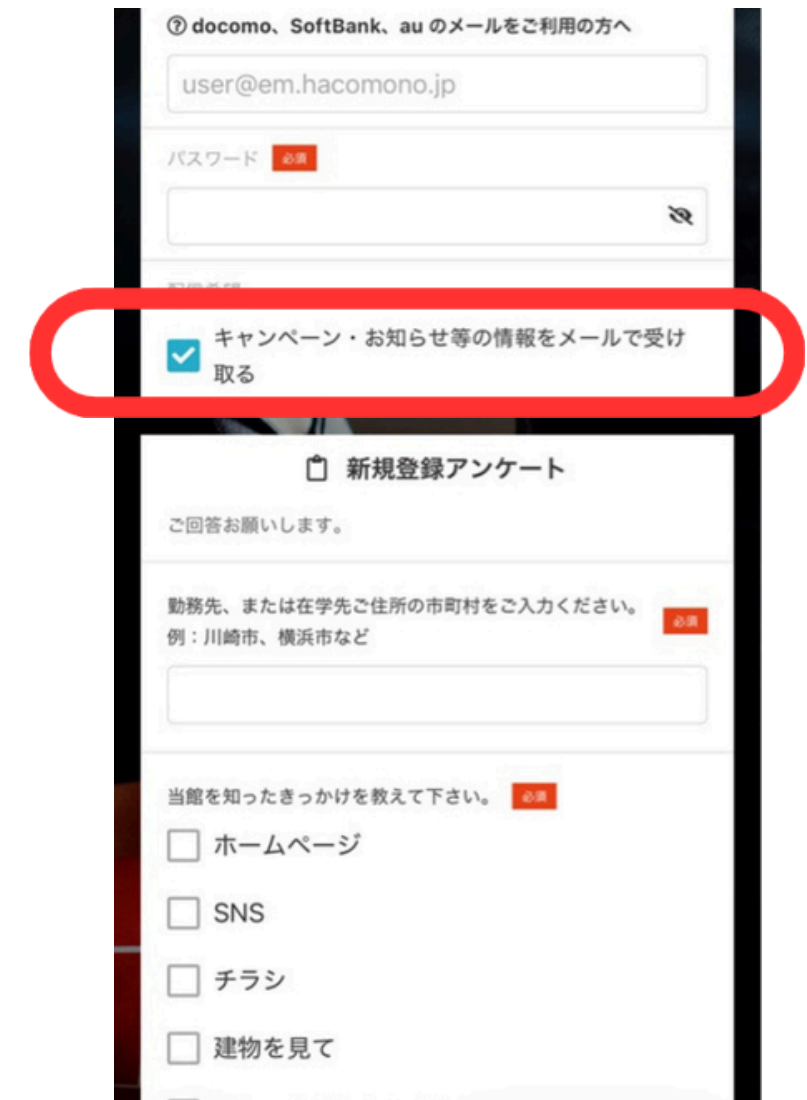 ? docomo、SoftBank、au のメールをご利用の方へ
user@em.hacomono.jp
パスワード 必須
キャンペーン・お知らせ等の情報をメールで受け
取る
新規登録アンケート
ご回答お願いします。
勤務先、または在学先ご住所の市町村をご入力ください。 必須
例：川崎市、横浜市など
当館を知ったきっかけを教えて下さい。 必須
ホームページ
SNS
チラシ
建物を見て